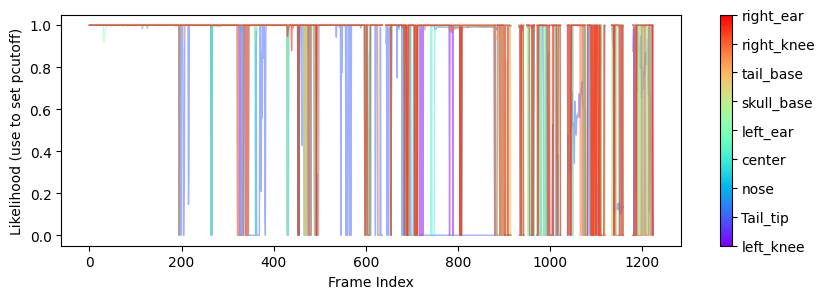 Likelihood (use to set pcutoff)
1.0
0.8
0.6
0.4
0.2
0.0
0
200
400
600
800
1000
1200
Frame Index
right_ear
right_knee
tail_base
skull_base
left_ear
center
nose
Tail_tip
left_knee